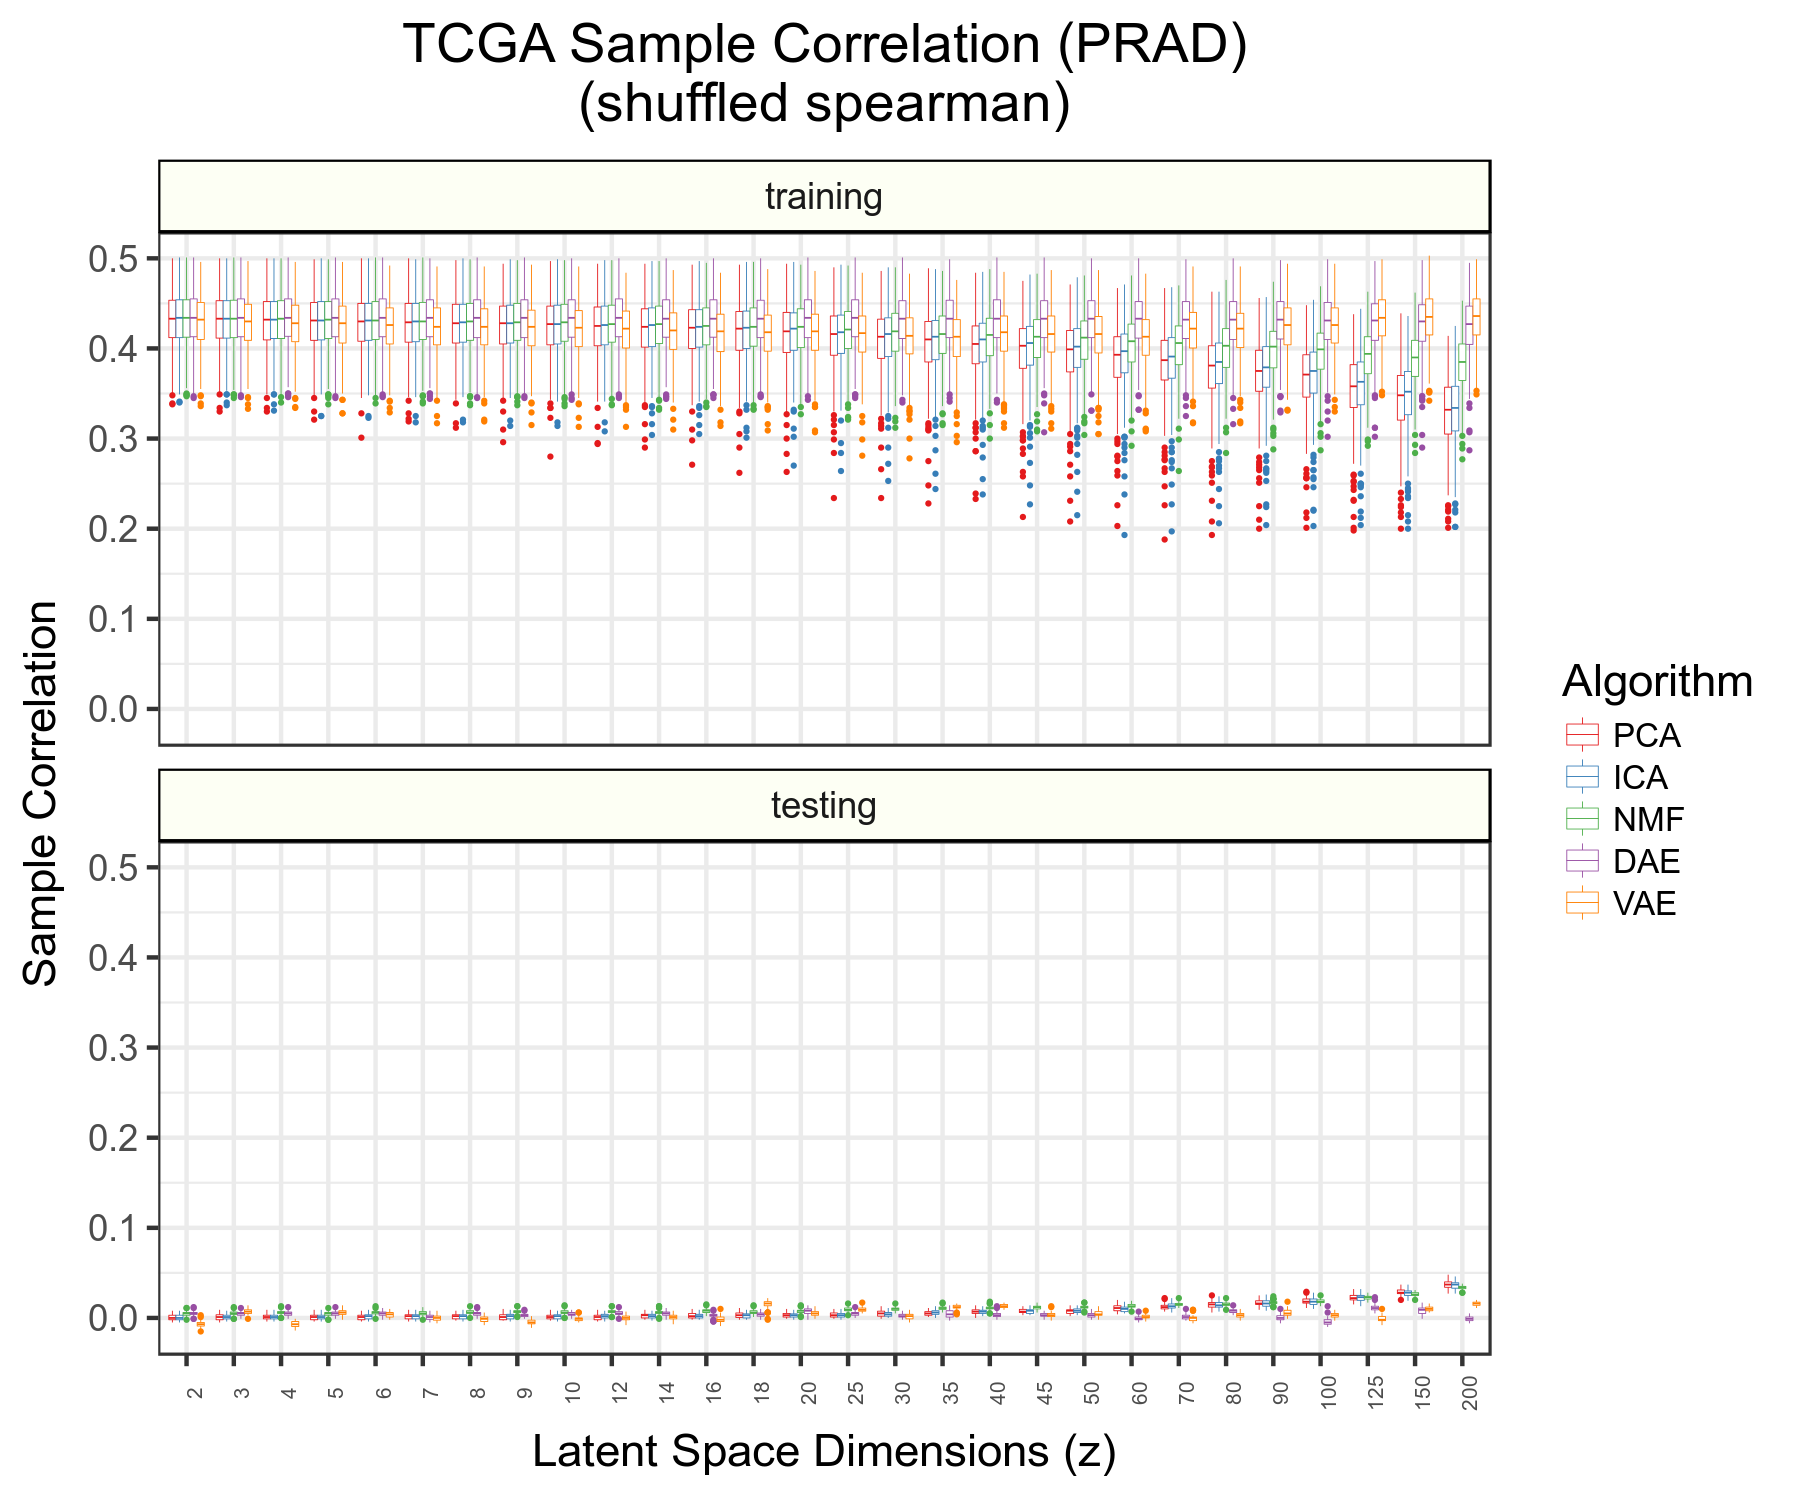 TCGA Sample Correlation (PRAD)
(shuffled spearman)
training
0.5
0.4
0.3
0.2
0.1
0.0
testing
0.5
0.4
0.3
0.2
0.1
0.0
Sample Correlation
2 3 4 5 6 7 8 9 10 12 14 16 18 20 25 30 35 40 45 50 60 70 80 90 100 125 150 200
Latent Space Dimensions (z)
Algorithm
PCA
ICA
NMF
DAE
VAE